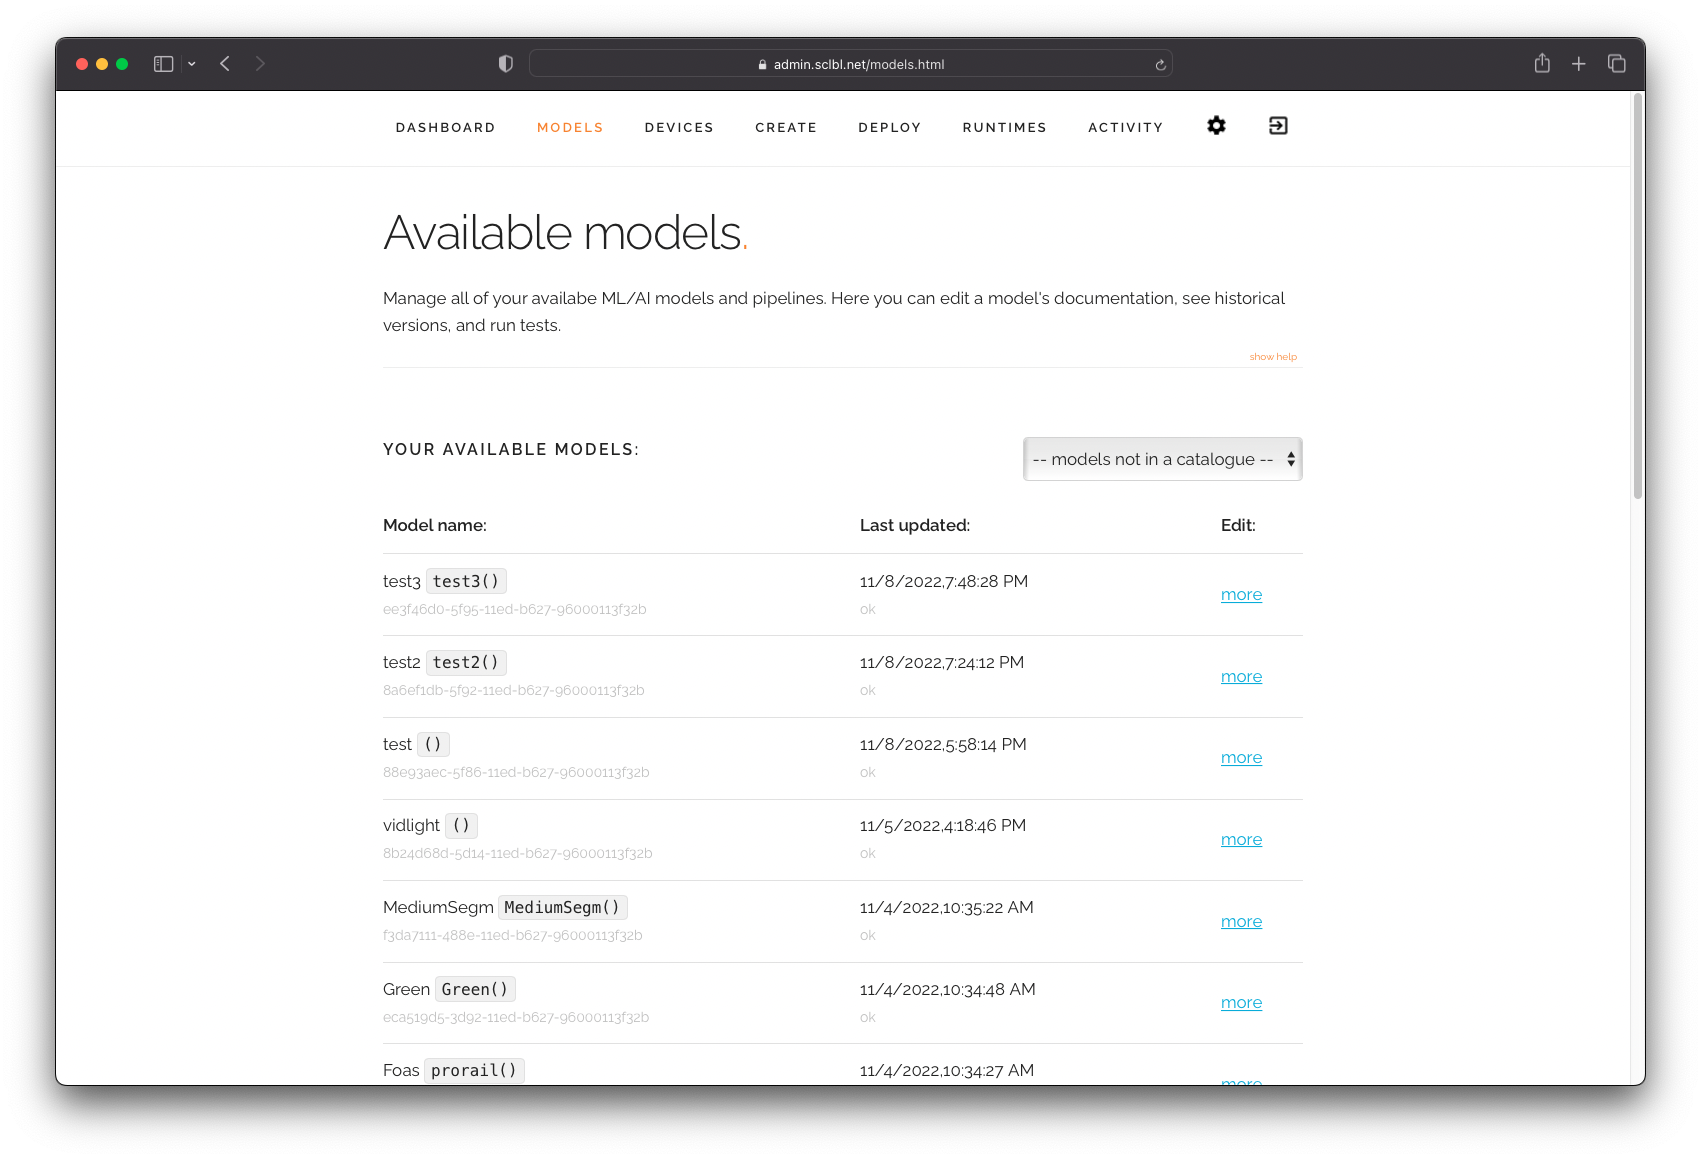 admin.sclbl.net/models.html
DASHBOARD MODELS DEVICES CREATE DEPLOY RUNTIMES ACTIVITY
Available models.
Manage all of your availabe ML/AI models and pipelines. Here you can edit a model's documentation, see historical
versions, and run tests.
show help
YOUR AVAILABLE MODELS:
-- models not in a catalogue --
Model name: Last updated: Edit:
test3 test3() 11/8/2022,7:48:28 PM
more
ee3f46d0-5f95-11ed-b627-96000113f32b ok
test2 test2() 11/8/2022,7:24:12 PM
more
8a6ef1db-5f92-11ed-b627-96000113f32b ok
test () 11/8/2022,5:58:14 PM
more
88e93aec-5f86-11ed-b627-96000113f32b ok
vidlight () 11/5/2022,4:18:46 PM
more
8b24d68d-5d14-11ed-b627-96000113f32b ok
MediumSegm MediumSegm() 11/4/2022,10:35:22 AM
more
f3da7111-488e-11ed-b627-96000113f32b ok
Green Green() 11/4/2022,10:34:48 AM
more
eca519d5-3d92-11ed-b627-96000113f32b ok
Foas prorail() 11/4/2022,10:34:27 AM
more